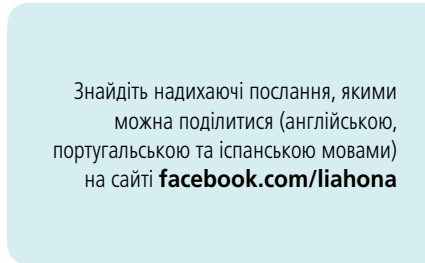 Знайдіть надихаючі послання, якими
можна поділитися (англійською,
португальською та іспанською мовами)
на сайті facebook.com/liahona